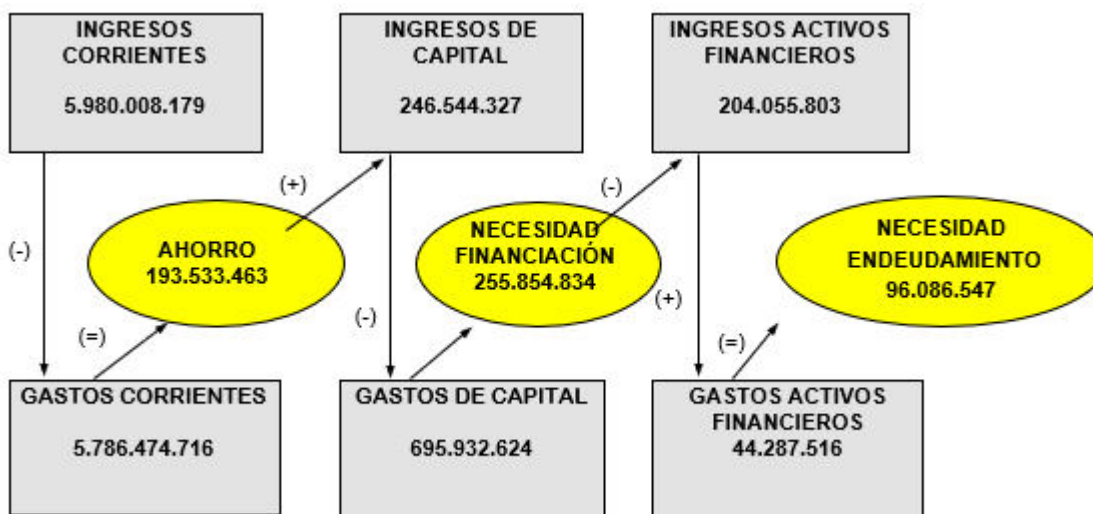 INGRESOS
CORRIENTES
5.980.008.179
INGRESOS DE
CAPITAL
246.544.327
INGRESOS ACTIVOS
FINANCIEROS
204.055.803
(-)
(+)
(-)
AHORRO
193.533.463
NECESIDAD
FINANCIACIÓN
255.854.834
NECESIDAD
ENDEUDAMIENTO
96.086.547
(=)
(-)
(+)
(=)
GASTOS CORRIENTES
5.786.474.716
GASTOS DE CAPITAL
695.932.624
GASTOS ACTIVOS
FINANCIEROS
44.287.516